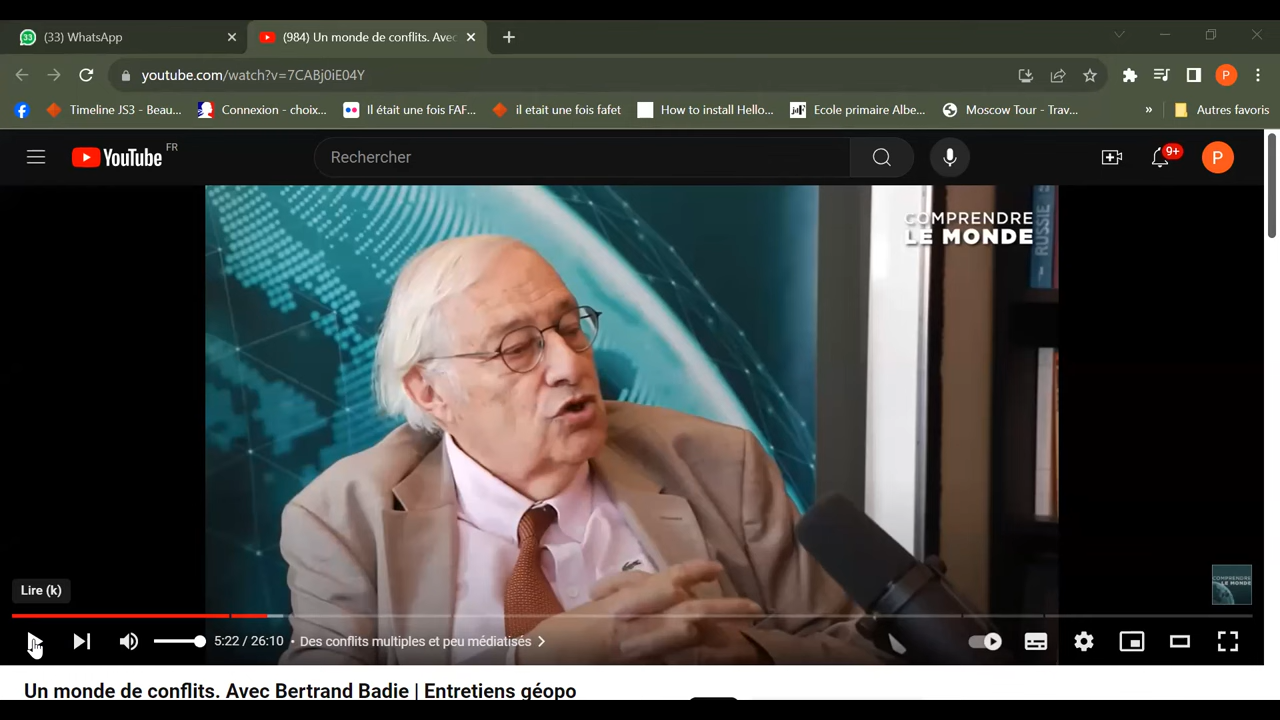 (33) WhatsApp
(984) Un monde de conflits. Avec
youtube.com/watch?v=7CABj0iE04Y
Timeline JS3 - Beau...
Connexion - choix...
Il était une fois FAF...
il etait une fois fafet
How to install Hello...
Ecole primaire Albe...
Moscow Tour - Trav...
»
Autres favoris
P
YouTube FR
Rechercher
9+
P
COMPRENDRE
LE MONDE
RUSSIE
COMPRENDRE
LE MONDE
Lire (k)
5:22 / 26:10 • Des conflits multiples et peu médiatisés
Un monde de conflits. Avec Bertrand Badie | Entretiens géopo